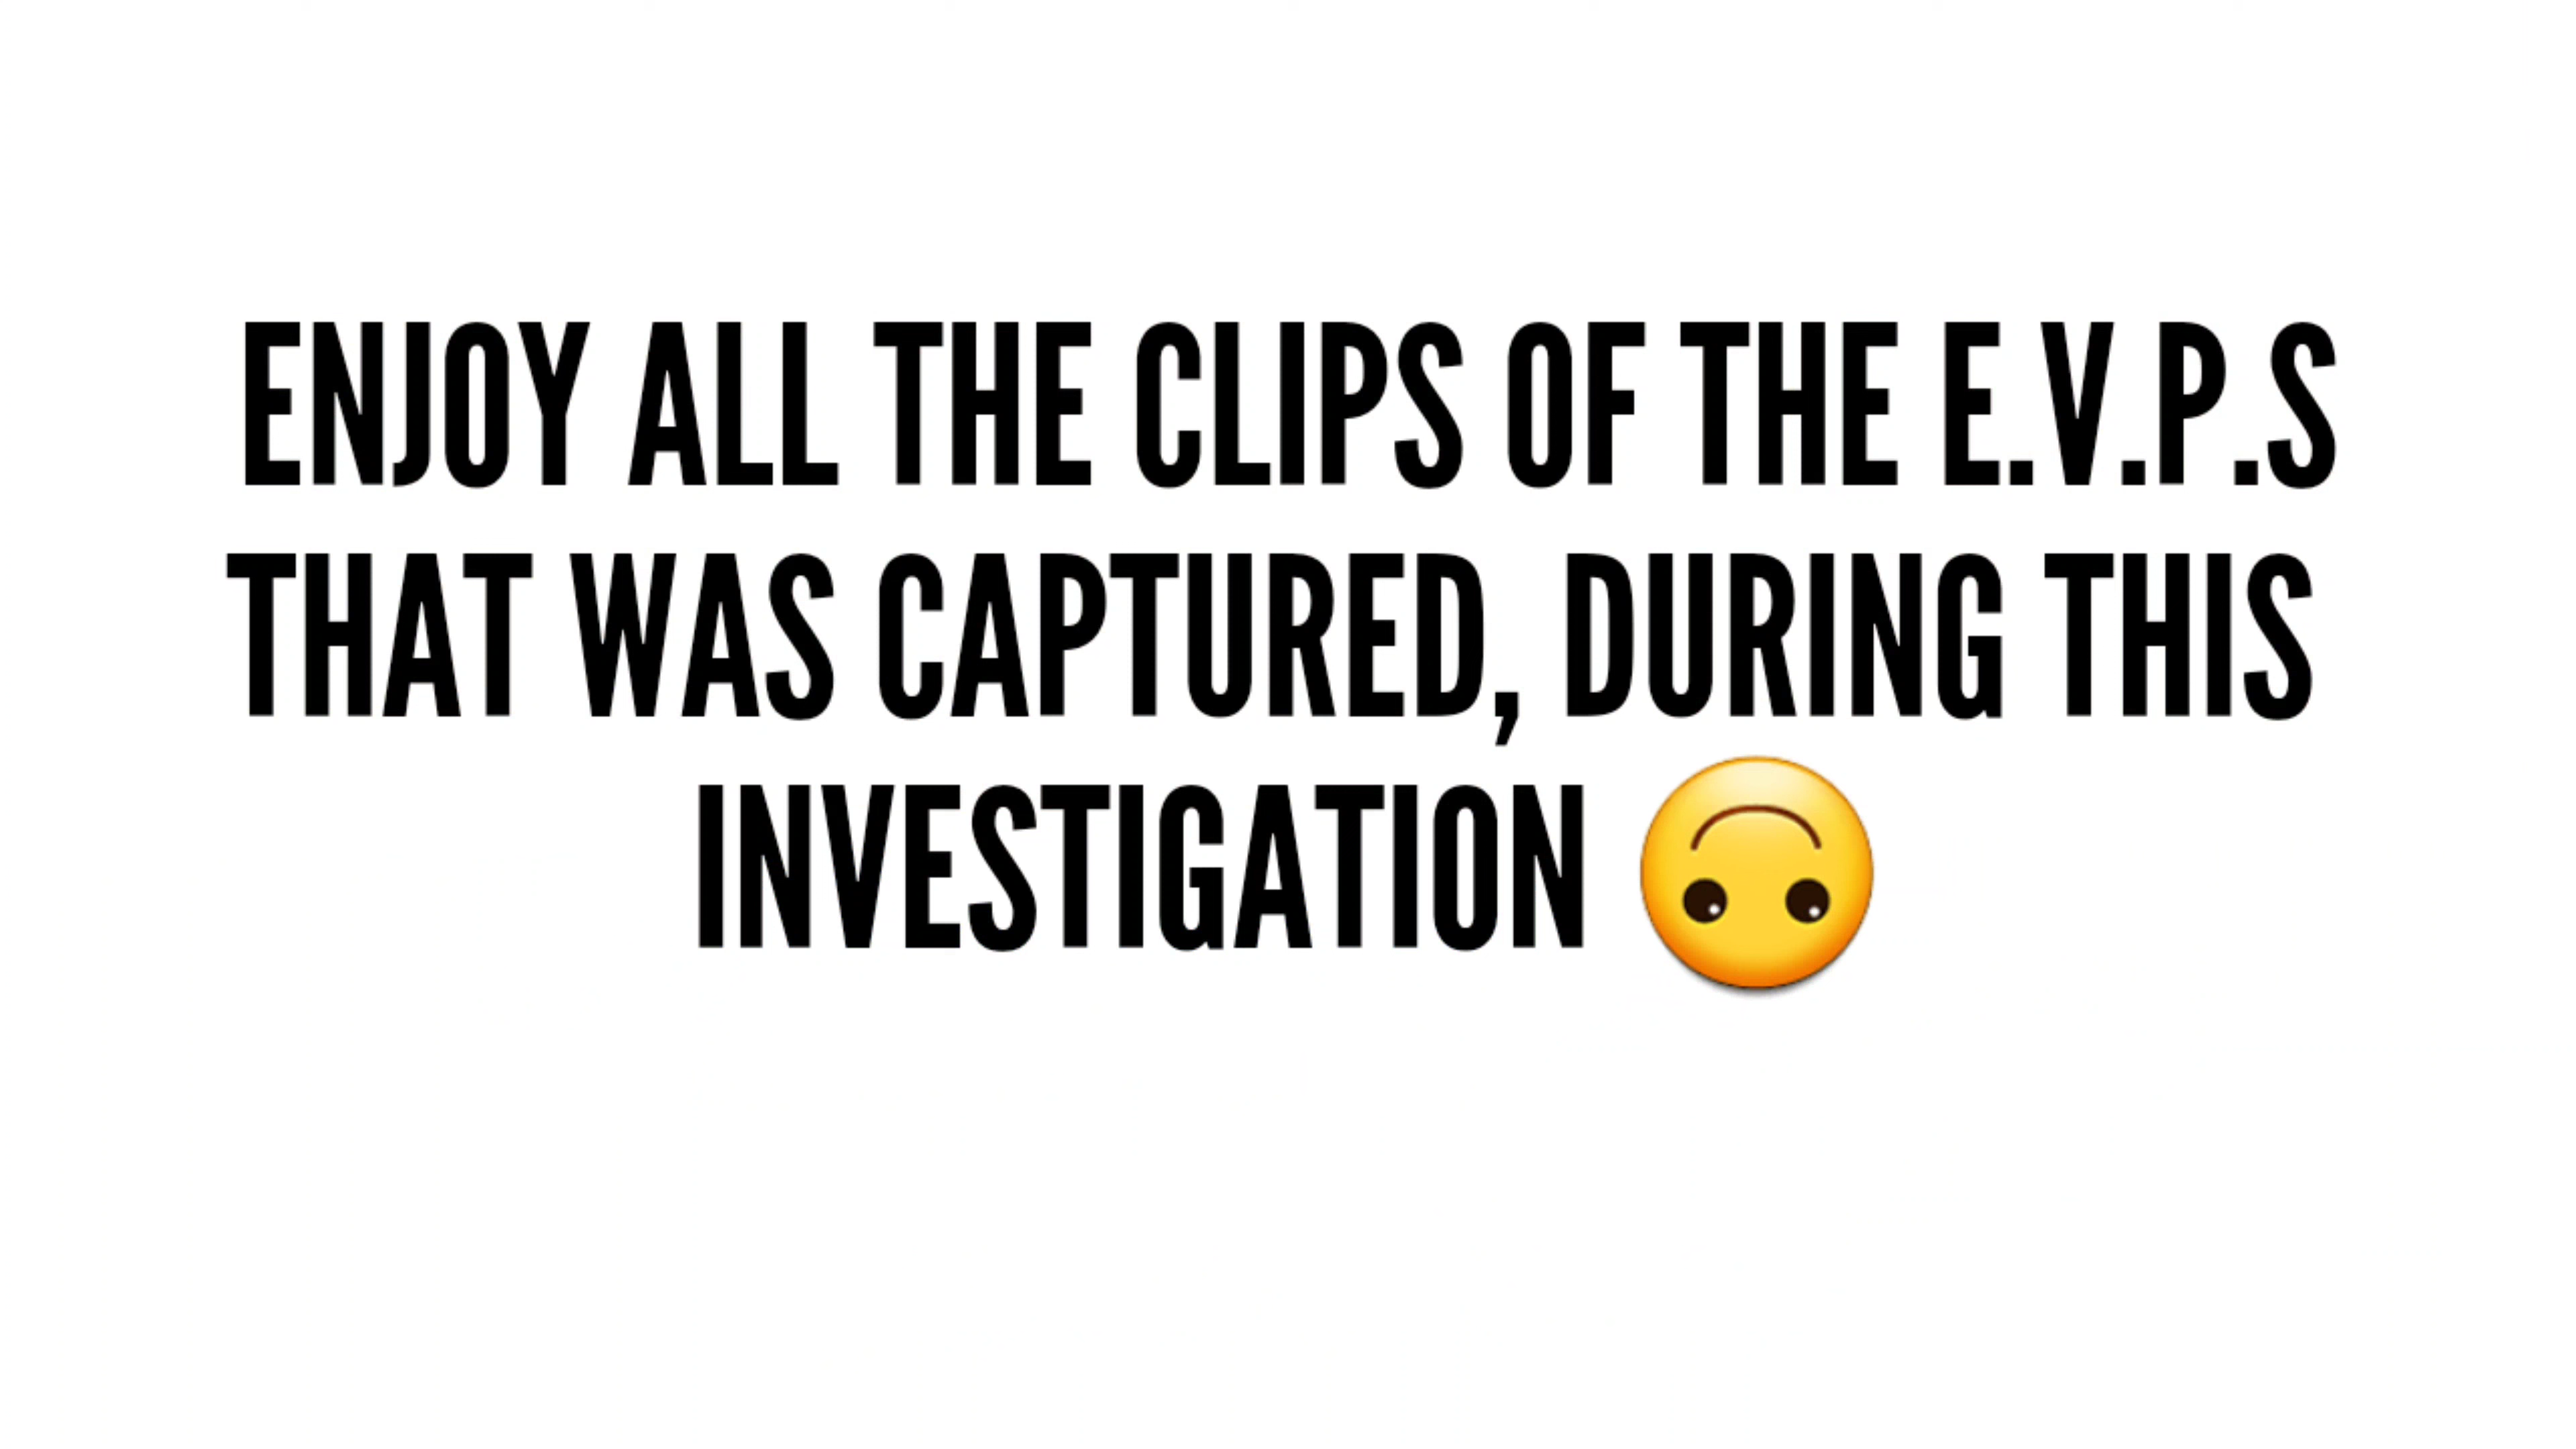 ENJOY ALL THE CLIPS OF THE E.V.P.S
THAT WAS CAPTURED, DURING THIS
INVESTIGATION 🙃